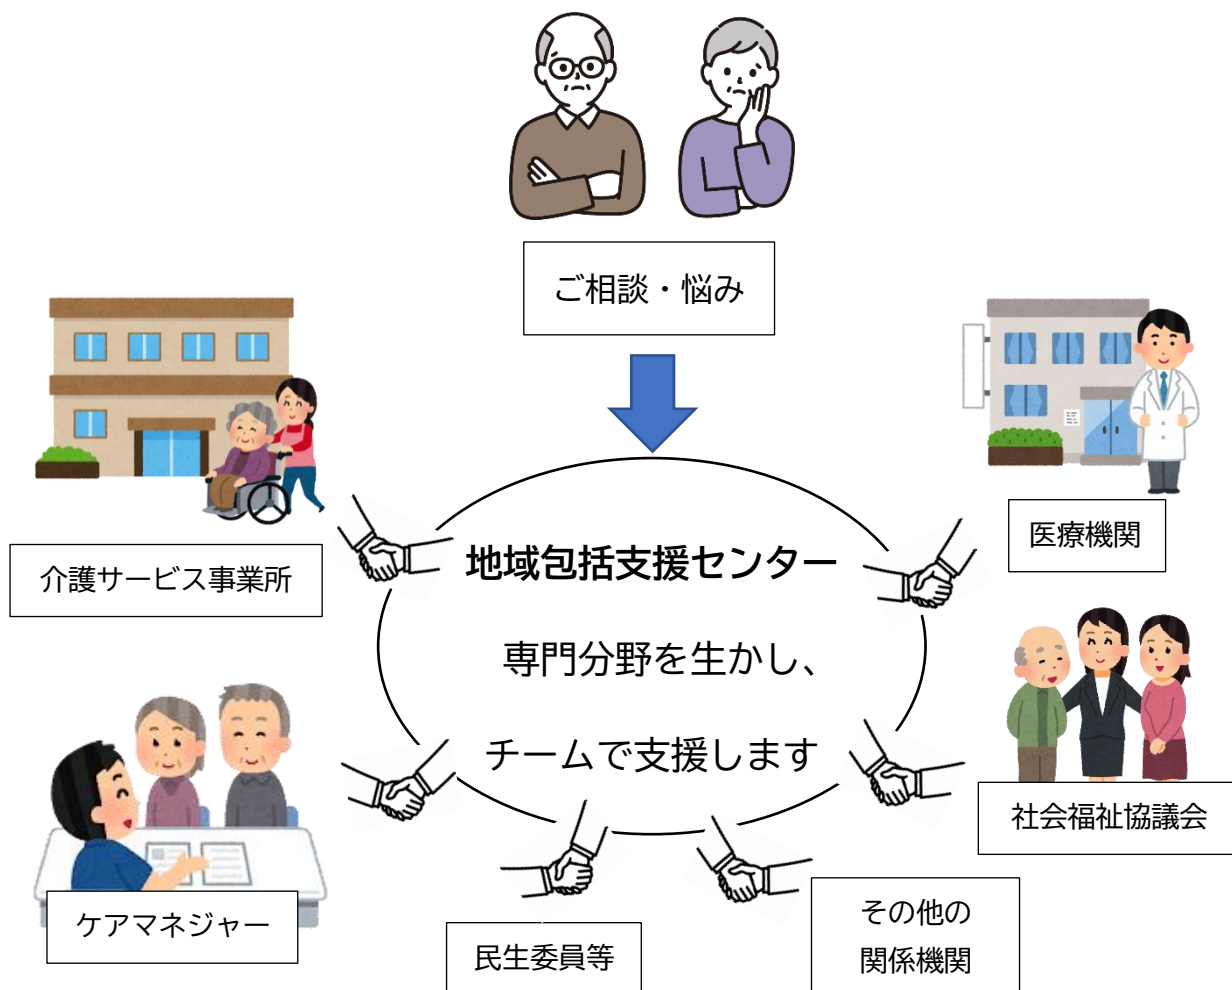 ご相談・悩み
医療機関
介護サービス事業所
地域包括支援センター
専門分野を生かし、
チームで支援します
社会福祉協議会
ケアマネジャー
民生委員等
その他の
関係機関